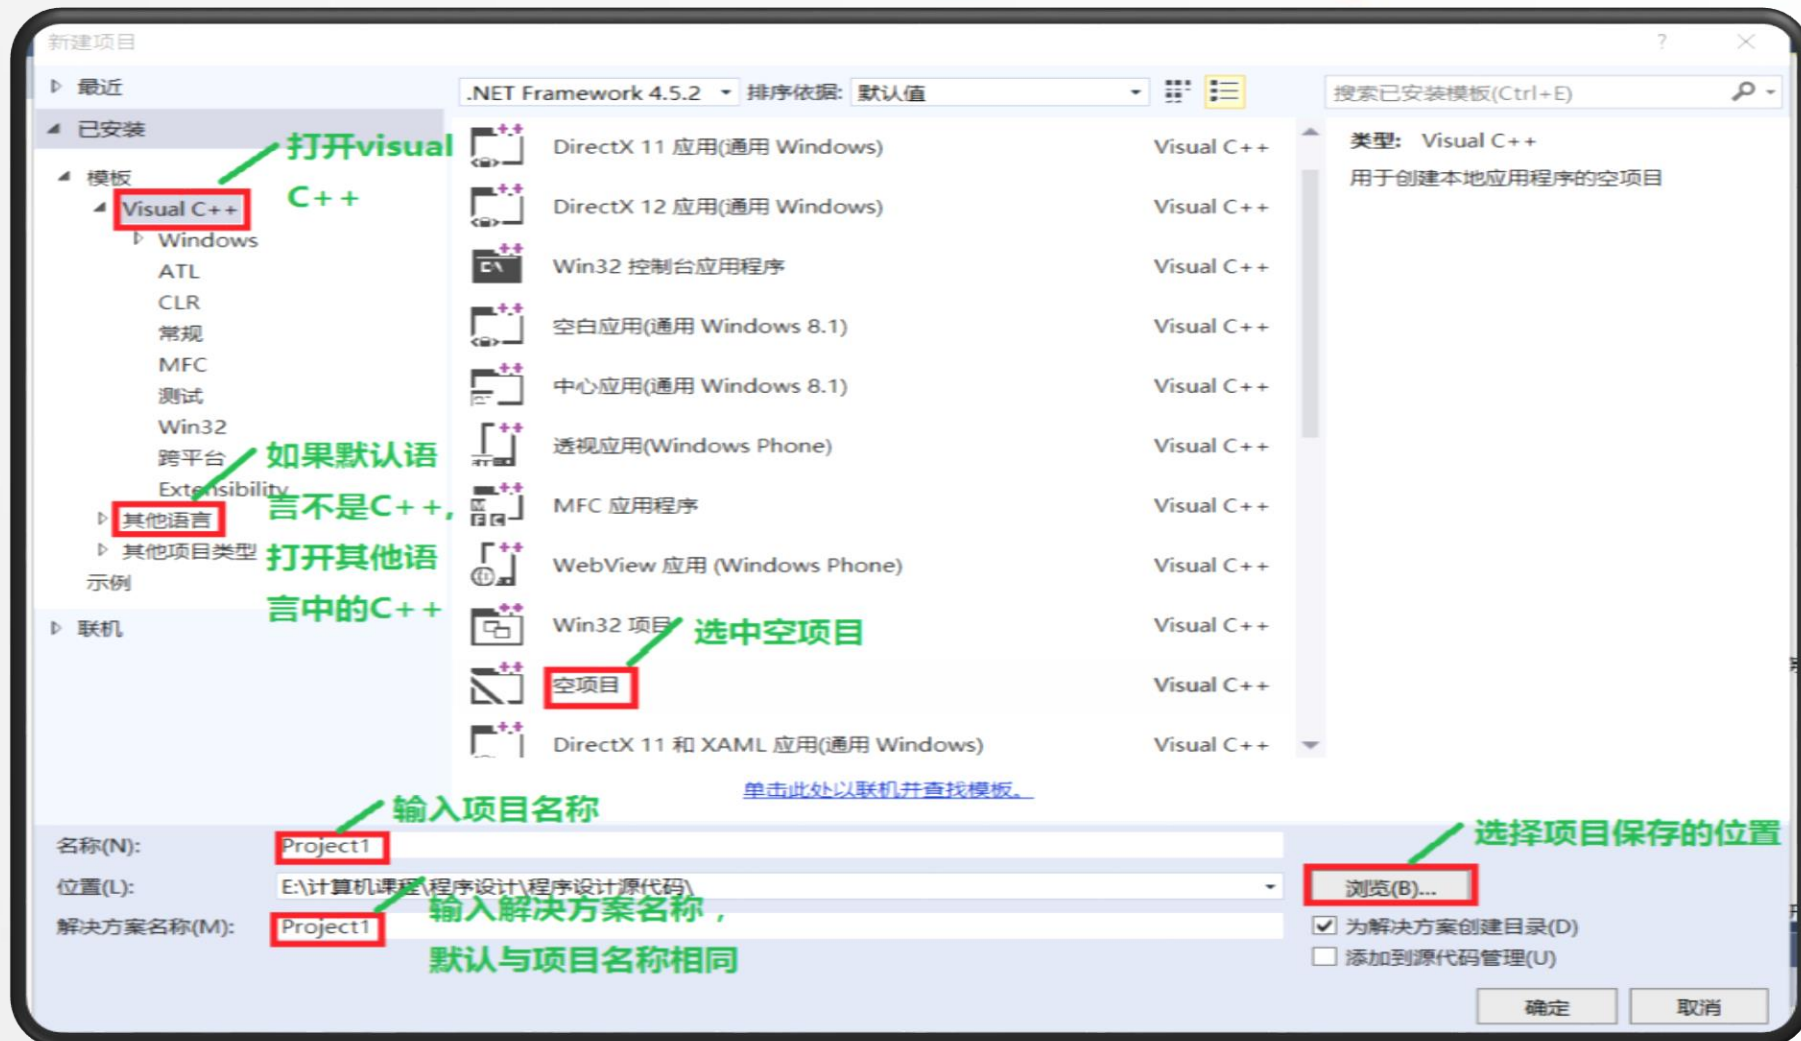 新建项目
最近
.NET Framework 4.5.2 排序依据: 默认值
搜索已安装模板(Ctrl+E)
已安装
模板
Visual C++
Windows
ATL
CLR
常规
MFC
测试
Win32
跨平台
Extensibility
其他语言
其他项目类型
示例
联机
打开visual
C++
如果默认语
言不是C++,
打开其他语
言中的C++
DirectX 11 应用(通用 Windows) Visual C++
DirectX 12 应用(通用 Windows) Visual C++
Win32 控制台应用程序 Visual C++
空白应用(通用 Windows 8.1) Visual C++
中心应用(通用 Windows 8.1) Visual C++
透视应用(Windows Phone) Visual C++
MFC 应用程序 Visual C++
WebView 应用 (Windows Phone) Visual C++
Win32 项目 Visual C++
选中空项目
空项目 Visual C++
DirectX 11 和 XAML 应用(通用 Windows) Visual C++
单击此处以联机并查找模板。
类型: Visual C++
用于创建本地应用程序的空项目
输入项目名称
名称(N): Project1
位置(L): E:\计算机课程\程序设计\程序设计源代码\
输入解决方案名称，
默认与项目名称相同
解决方案名称(M): Project1
选择项目保存的位置
浏览(B)...
为解决方案创建目录(D)
添加到源代码管理(U)
确定 取消